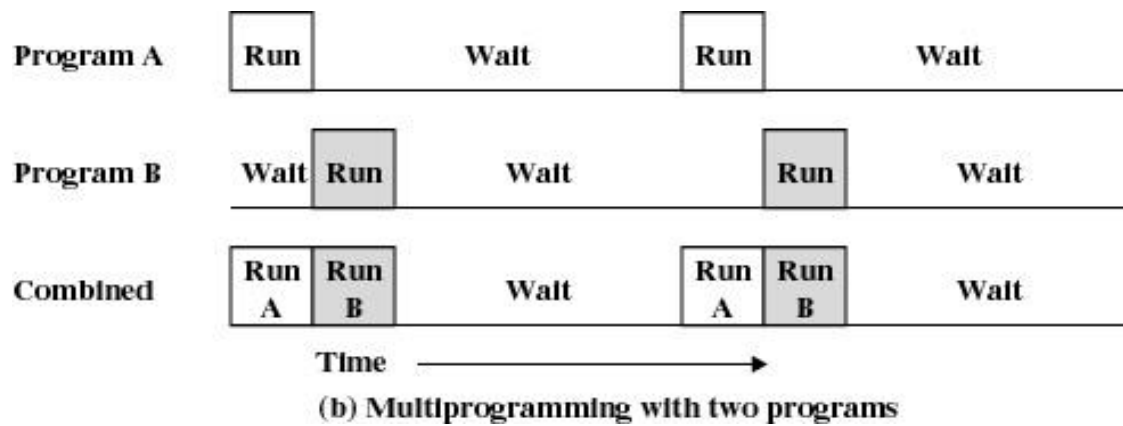 Program A Run Wait Run Wait
Program B Wait Run Wait Run Wait
Combined Run A Run B Wait Run A Run B Wait
Time
(b) Multiprogramming with two programs